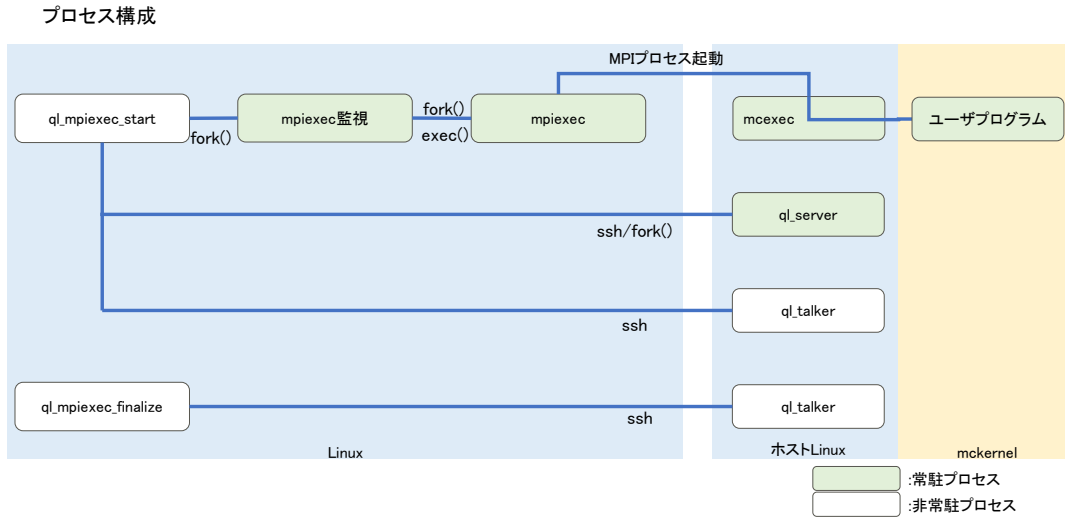 プロセス構成
MPIプロセス起動
ql_mpiexec_start
fork()
mpiexec監視
fork()
exec()
mpiexec
mcexec
ユーザプログラム
ql_server
ssh/fork()
ql_talker
ssh
ql_mpiexec_finalize
ql_talker
ssh
Linux
ホストLinux
mckernel
:常駐プロセス
:非常駐プロセス